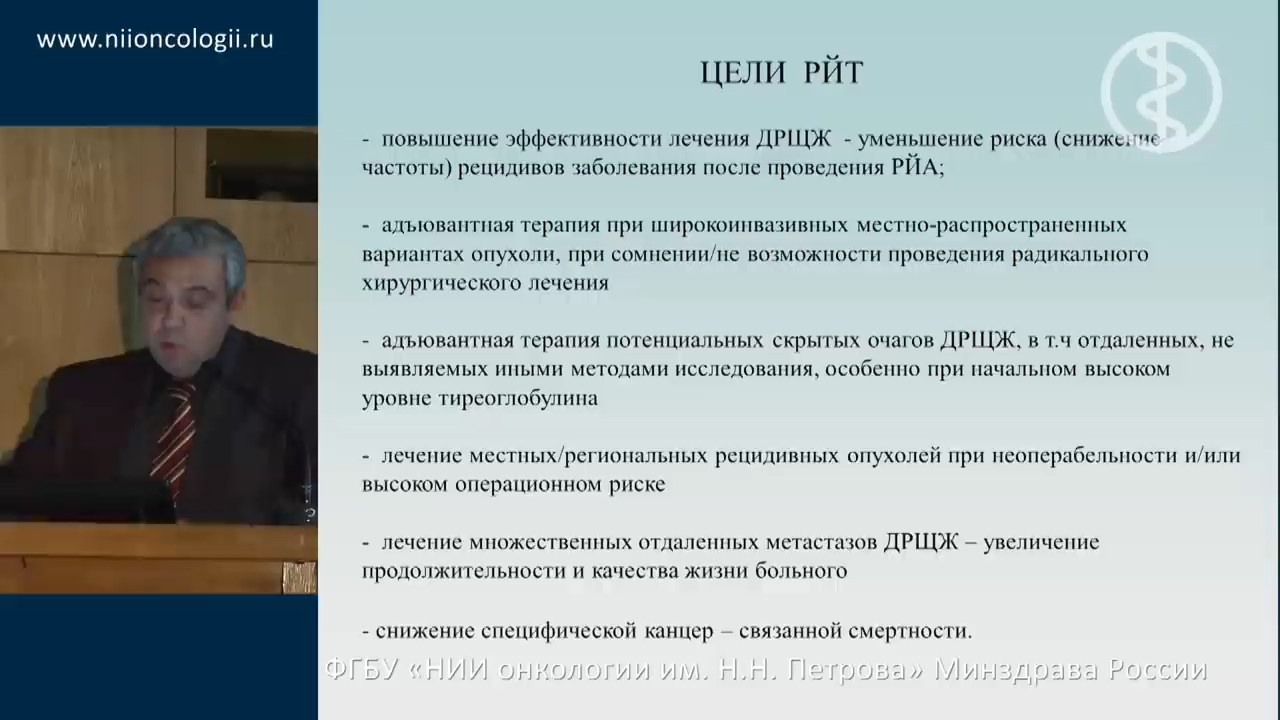 www.niioncologii.ru
ЦЕЛИ РЙТ
- повышение эффективности лечения ДРЩЖ - уменьшение риска (снижение
частоты) рецидивов заболевания после проведения РЙА;
- адъювантная терапия при широкоинвазивных местно-распространенных
вариантах опухоли, при сомнении/не возможности проведения радикального
хирургического лечения
- адъювантная терапия потенциальных скрытых очагов ДРЩЖ, в т.ч отдаленных, не
выявляемых иными методами исследования, особенно при начальном высоком
уровне тиреоглобулина
- лечение местных/региональных рецидивных опухолей при неоперабельности и/или
высоком операционном риске
- лечение множественных отдаленных метастазов ДРЩЖ – увеличение
продолжительности и качества жизни больного
- снижение специфической канцер – связанной смертности.
ФГБУ «НИИ онкологии им. Н.Н. Петрова» Минздрава России